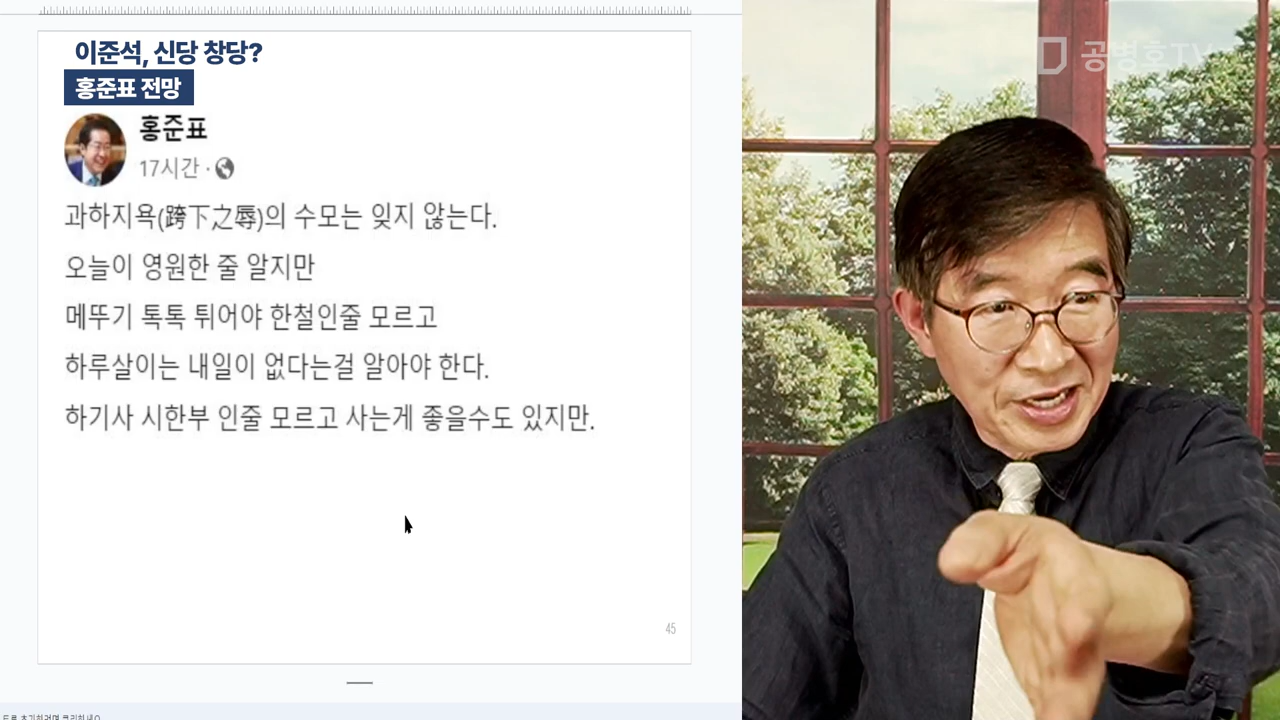 이준석, 신당 창당?
홍준표 전망
홍준표
17시간 ·
과하지욕(跨下之辱)의 수모는 잊지 않는다.
오늘이 영원한 줄 알지만
메뚜기 톡톡 튀어야 한철인줄 모르고
하루살이는 내일이 없다는걸 알아야 한다.
하기사 시한부 인줄 모르고 사는게 좋을수도 있지만.
45
공병호TV